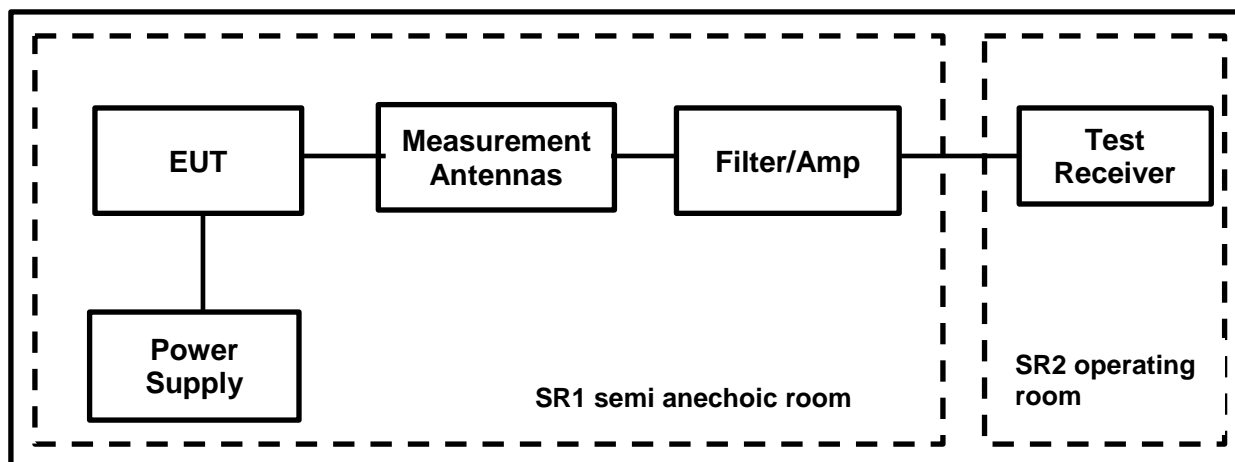 EUT
Measurement
Antennas
Filter/Amp
Test
Receiver
Power
Supply
SR1 semi anechoic room
SR2 operating
room